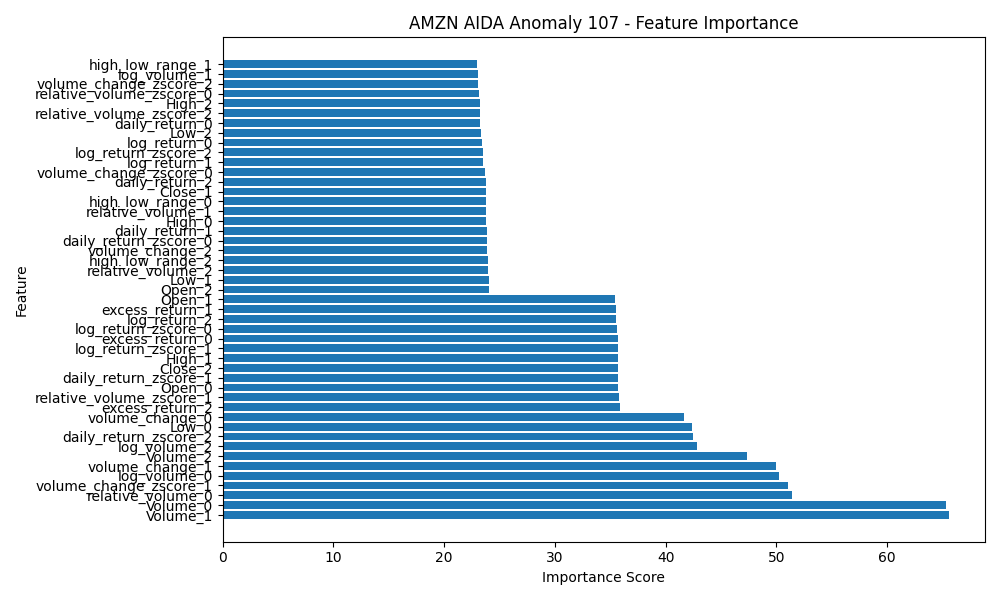 AMZN AIDA Anomaly 107 - Feature Importance
high_low_range_1
log_volume_1
volume_change_zscore_2
relative_volume_zscore_0
High_2
relative_volume_zscore_2
daily_return_0
Low_2
log_return_0
log_return_zscore_2
log_return_1
volume_change_zscore_0
daily_return_2
Close_1
high_low_range_0
relative_volume_1
High_0
daily_return_1
daily_return_zscore_0
volume_change_2
high_low_range_2
relative_volume_2
Low_1
Open_2
Open_1
excess_return_1
log_return_2
log_return_zscore_0
excess_return_0
log_return_zscore_1
High_1
Close_2
daily_return_zscore_1
Open_0
relative_volume_zscore_1
excess_return_2
volume_change_0
Low_0
daily_return_zscore_2
log_volume_2
Volume_2
volume_change_1
log_volume_0
volume_change_zscore_1
relative_volume_0
Volume_0
Volume_1
Feature
0 10 20 30 40 50 60
Importance Score